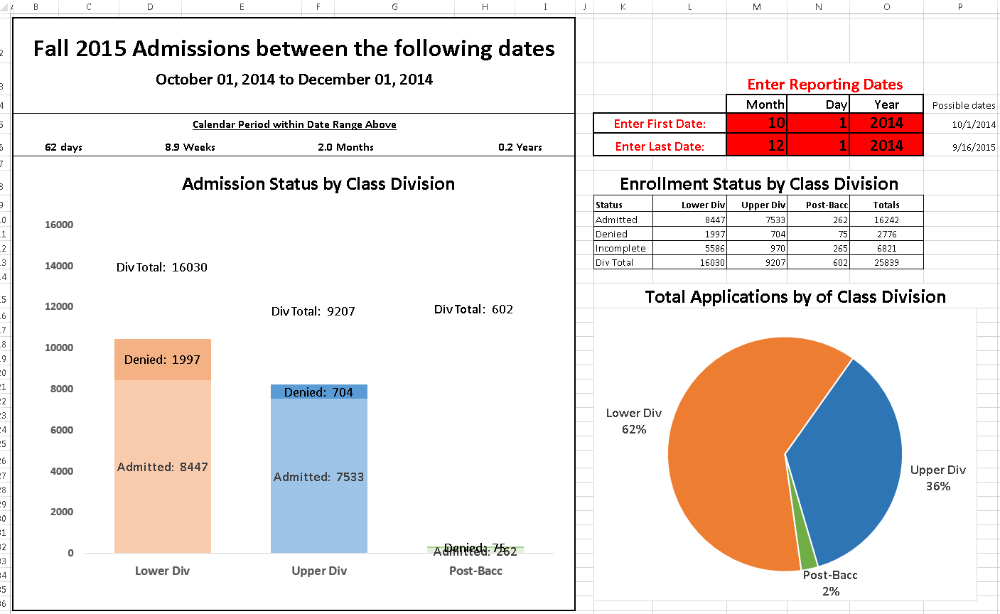 A B C D E F G H I J K L M N O P
Fall 2015 Admissions between the following dates
October 01, 2014 to December 01, 2014
Calendar Period within Date Range Above
62 days 8.9 Weeks 2.0 Months 0.2 Years
Admission Status by Class Division
16000
14000
12000
10000
8000
6000
4000
2000
0
Div Total: 16030
Div Total: 9207
Div Total: 602
Denied: 1997
Denied: 704
Denied: 75
Admitted: 8447
Admitted: 7533
Admitted: 262
Lower Div Upper Div Post-Bacc
Enter Reporting Dates
Month Day Year Possible dates
Enter First Date: 10 1 2014 10/1/2014
Enter Last Date: 12 1 2014 9/16/2015
Enrollment Status by Class Division
Status Lower Div Upper Div Post-Bacc Totals
Admitted 8447 7533 262 16242
Denied 1997 704 75 2776
Incomplete 5586 970 265 6821
Div Total 16030 9207 602 25839
Total Applications by of Class Division
Lower Div
62%
Upper Div
36%
Post-Bacc
2%